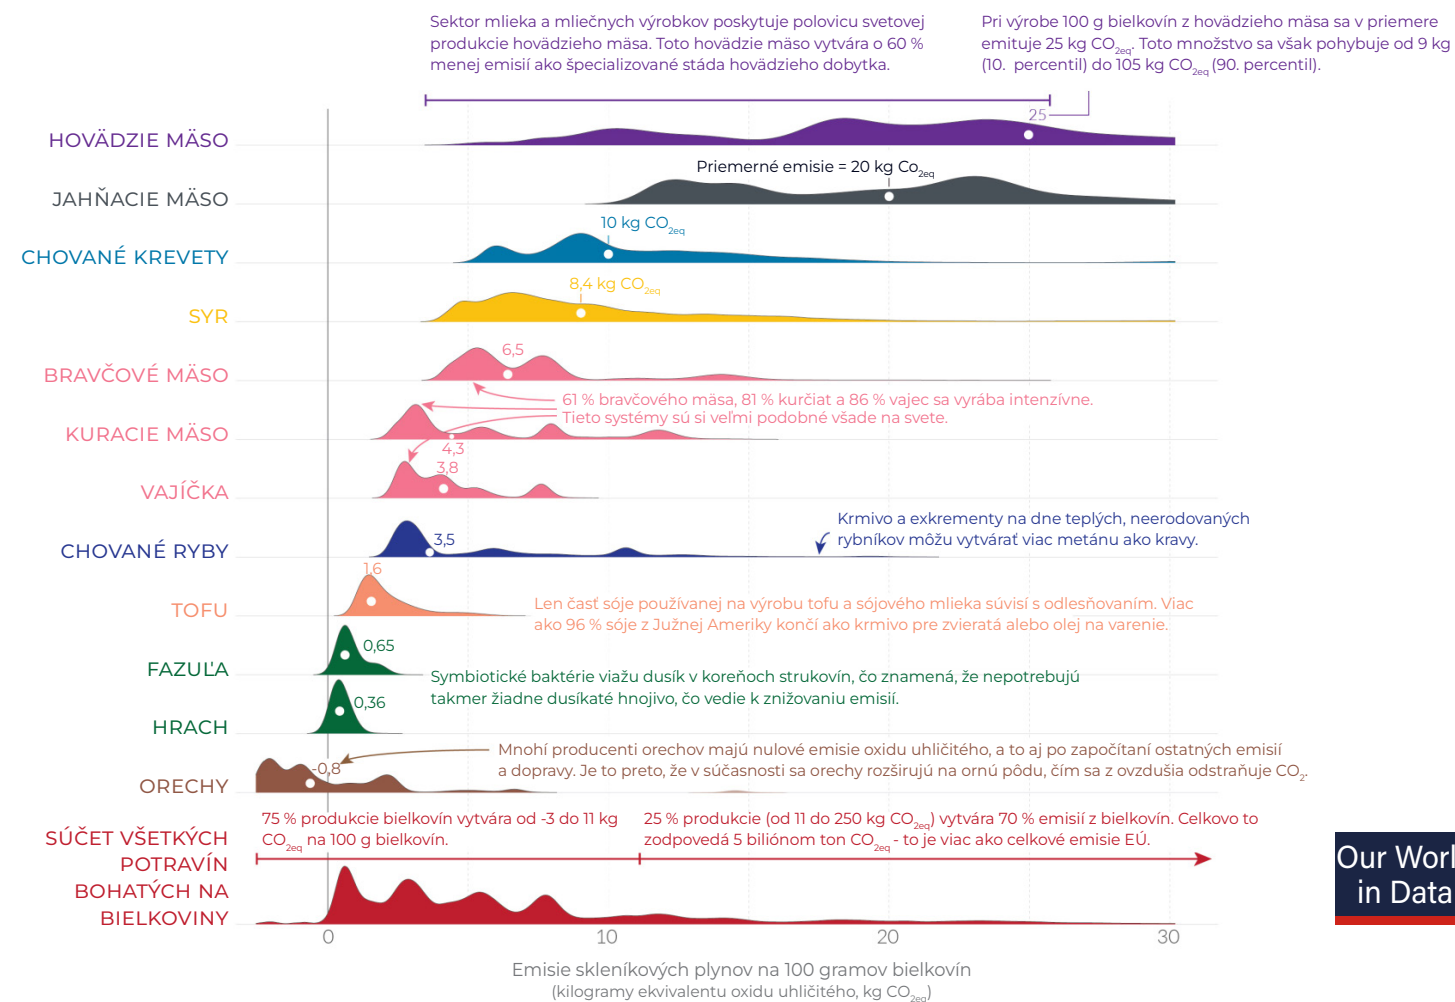 Sektor mlieka a mliečnych výrobkov poskytuje polovicu svetovej
produkcie hovädzieho mäsa. Toto hovädzie mäso vytvára o 60 %
menej emisií ako špecializované stáda hovädzieho dobytka.
Pri výrobe 100 g bielkovín z hovädzieho mäsa sa v priemere
emituje 25 kg CO2eq. Toto množstvo sa však pohybuje od 9 kg
(10. percentil) do 105 kg CO2eq (90. percentil).
25
HOVÄDZIE MÄSO
Priemerné emisie = 20 kg Co2eq
JAHŇACIE MÄSO
10 kg CO2eq
CHOVANÉ KREVETY
8,4 kg CO2eq
SYR
6,5
BRAVČOVÉ MÄSO
61 % bravčového mäsa, 81 % kurčiat a 86 % vajec sa vyrába intenzívne.
Tieto systémy sú si veľmi podobné všade na svete.
KURACIE MÄSO
4,3
3,8
VAJÍČKA
Krmivo a exkrementy na dne teplých, neerodovaných
rybníkov môžu vytvárať viac metánu ako kravy.
3,5
CHOVANÉ RYBY
1,6
TOFU
Len časť sóje používanej na výrobu tofu a sójového mlieka súvisí s odlesňovaním. Viac
ako 96 % sóje z Južnej Ameriky končí ako krmivo pre zvieratá alebo olej na varenie.
0,65
FAZUĽA
Symbiotické baktérie viažu dusík v koreňoch strukovín, čo znamená, že nepotrebujú
takmer žiadne dusíkaté hnojivo, čo vedie k znižovaniu emisií.
0,36
HRACH
Mnohí producenti orechov majú nulové emisie oxidu uhličitého, a to aj po započítaní ostatných emisií
a dopravy. Je to preto, že v súčasnosti sa orechy rozširujú na ornú pôdu, čím sa z ovzdušia odstraňuje CO2.
-0,8
ORECHY
75 % produkcie bielkovín vytvára od -3 do 11 kg
CO2eq na 100 g bielkovín.
25 % produkcie (od 11 do 250 kg CO2eq) vytvára 70 % emisií z bielkovín. Celkovo to
zodpovedá 5 biliónom ton CO2eq - to je viac ako celkové emisie EÚ.
SÚČET VŠETKÝCH
POTRAVÍN
BOHATÝCH NA
BIELKOVINY
0
10
20
30
Emisie skleníkových plynov na 100 gramov bielkovín
(kilogramy ekvivalentu oxidu uhličitého, kg CO2eq)
Our Worl
in Data